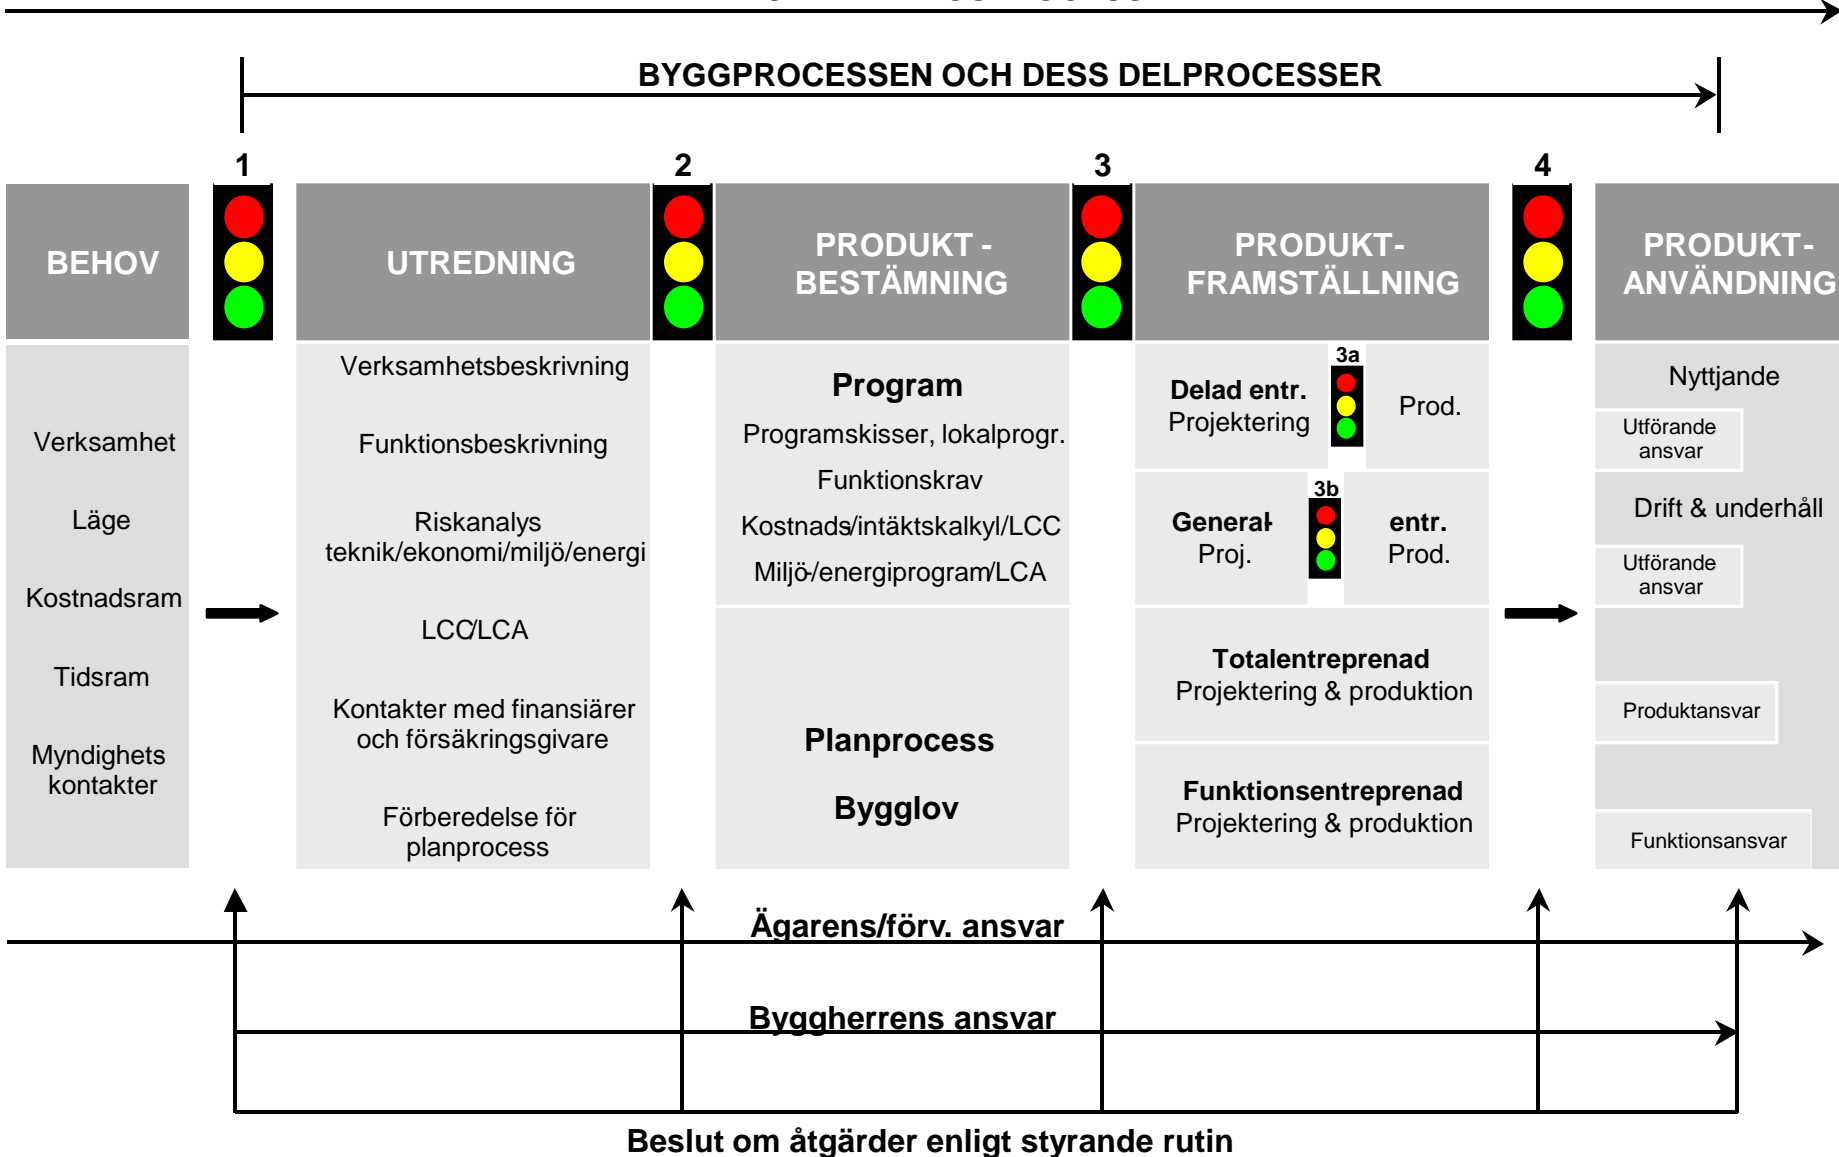 BYGGPROCESSEN OCH DESS DELPROCESSER
1
2
3
4
BEHOV
UTREDNING
PRODUKT -
BESTÄMNING
PRODUKT-
FRAMSTÄLLNING
PRODUKT-
ANVÄNDNING
Verksamhet
Läge
Kostnadsram
Tidsram
Myndighets
kontakter
Verksamhetsbeskrivning
Funktionsbeskrivning
Riskanalys
teknik/ekonomi/miljö/energi
LCC/LCA
Kontakter med finansiärer
och försäkringsgivare
Förberedelse för
planprocess
Program
Programskisser, lokalprogr.
Funktionskrav
Kostnads/intäktskalkyl/LCC
Miljö-/energiprogram/LCA
Planprocess
Bygglov
Delad entr.
Projektering
3a
Prod.
General-
Proj.
3b
entr.
Prod.
Totalentreprenad
Projektering & produktion
Funktionsentreprenad
Projektering & produktion
Nyttjande
Utförande
ansvar
Drift & underhåll
Utförande
ansvar
Produktansvar
Funktionsansvar
Ägarens/förv. ansvar
Byggherrens ansvar
Beslut om åtgärder enligt styrande rutin